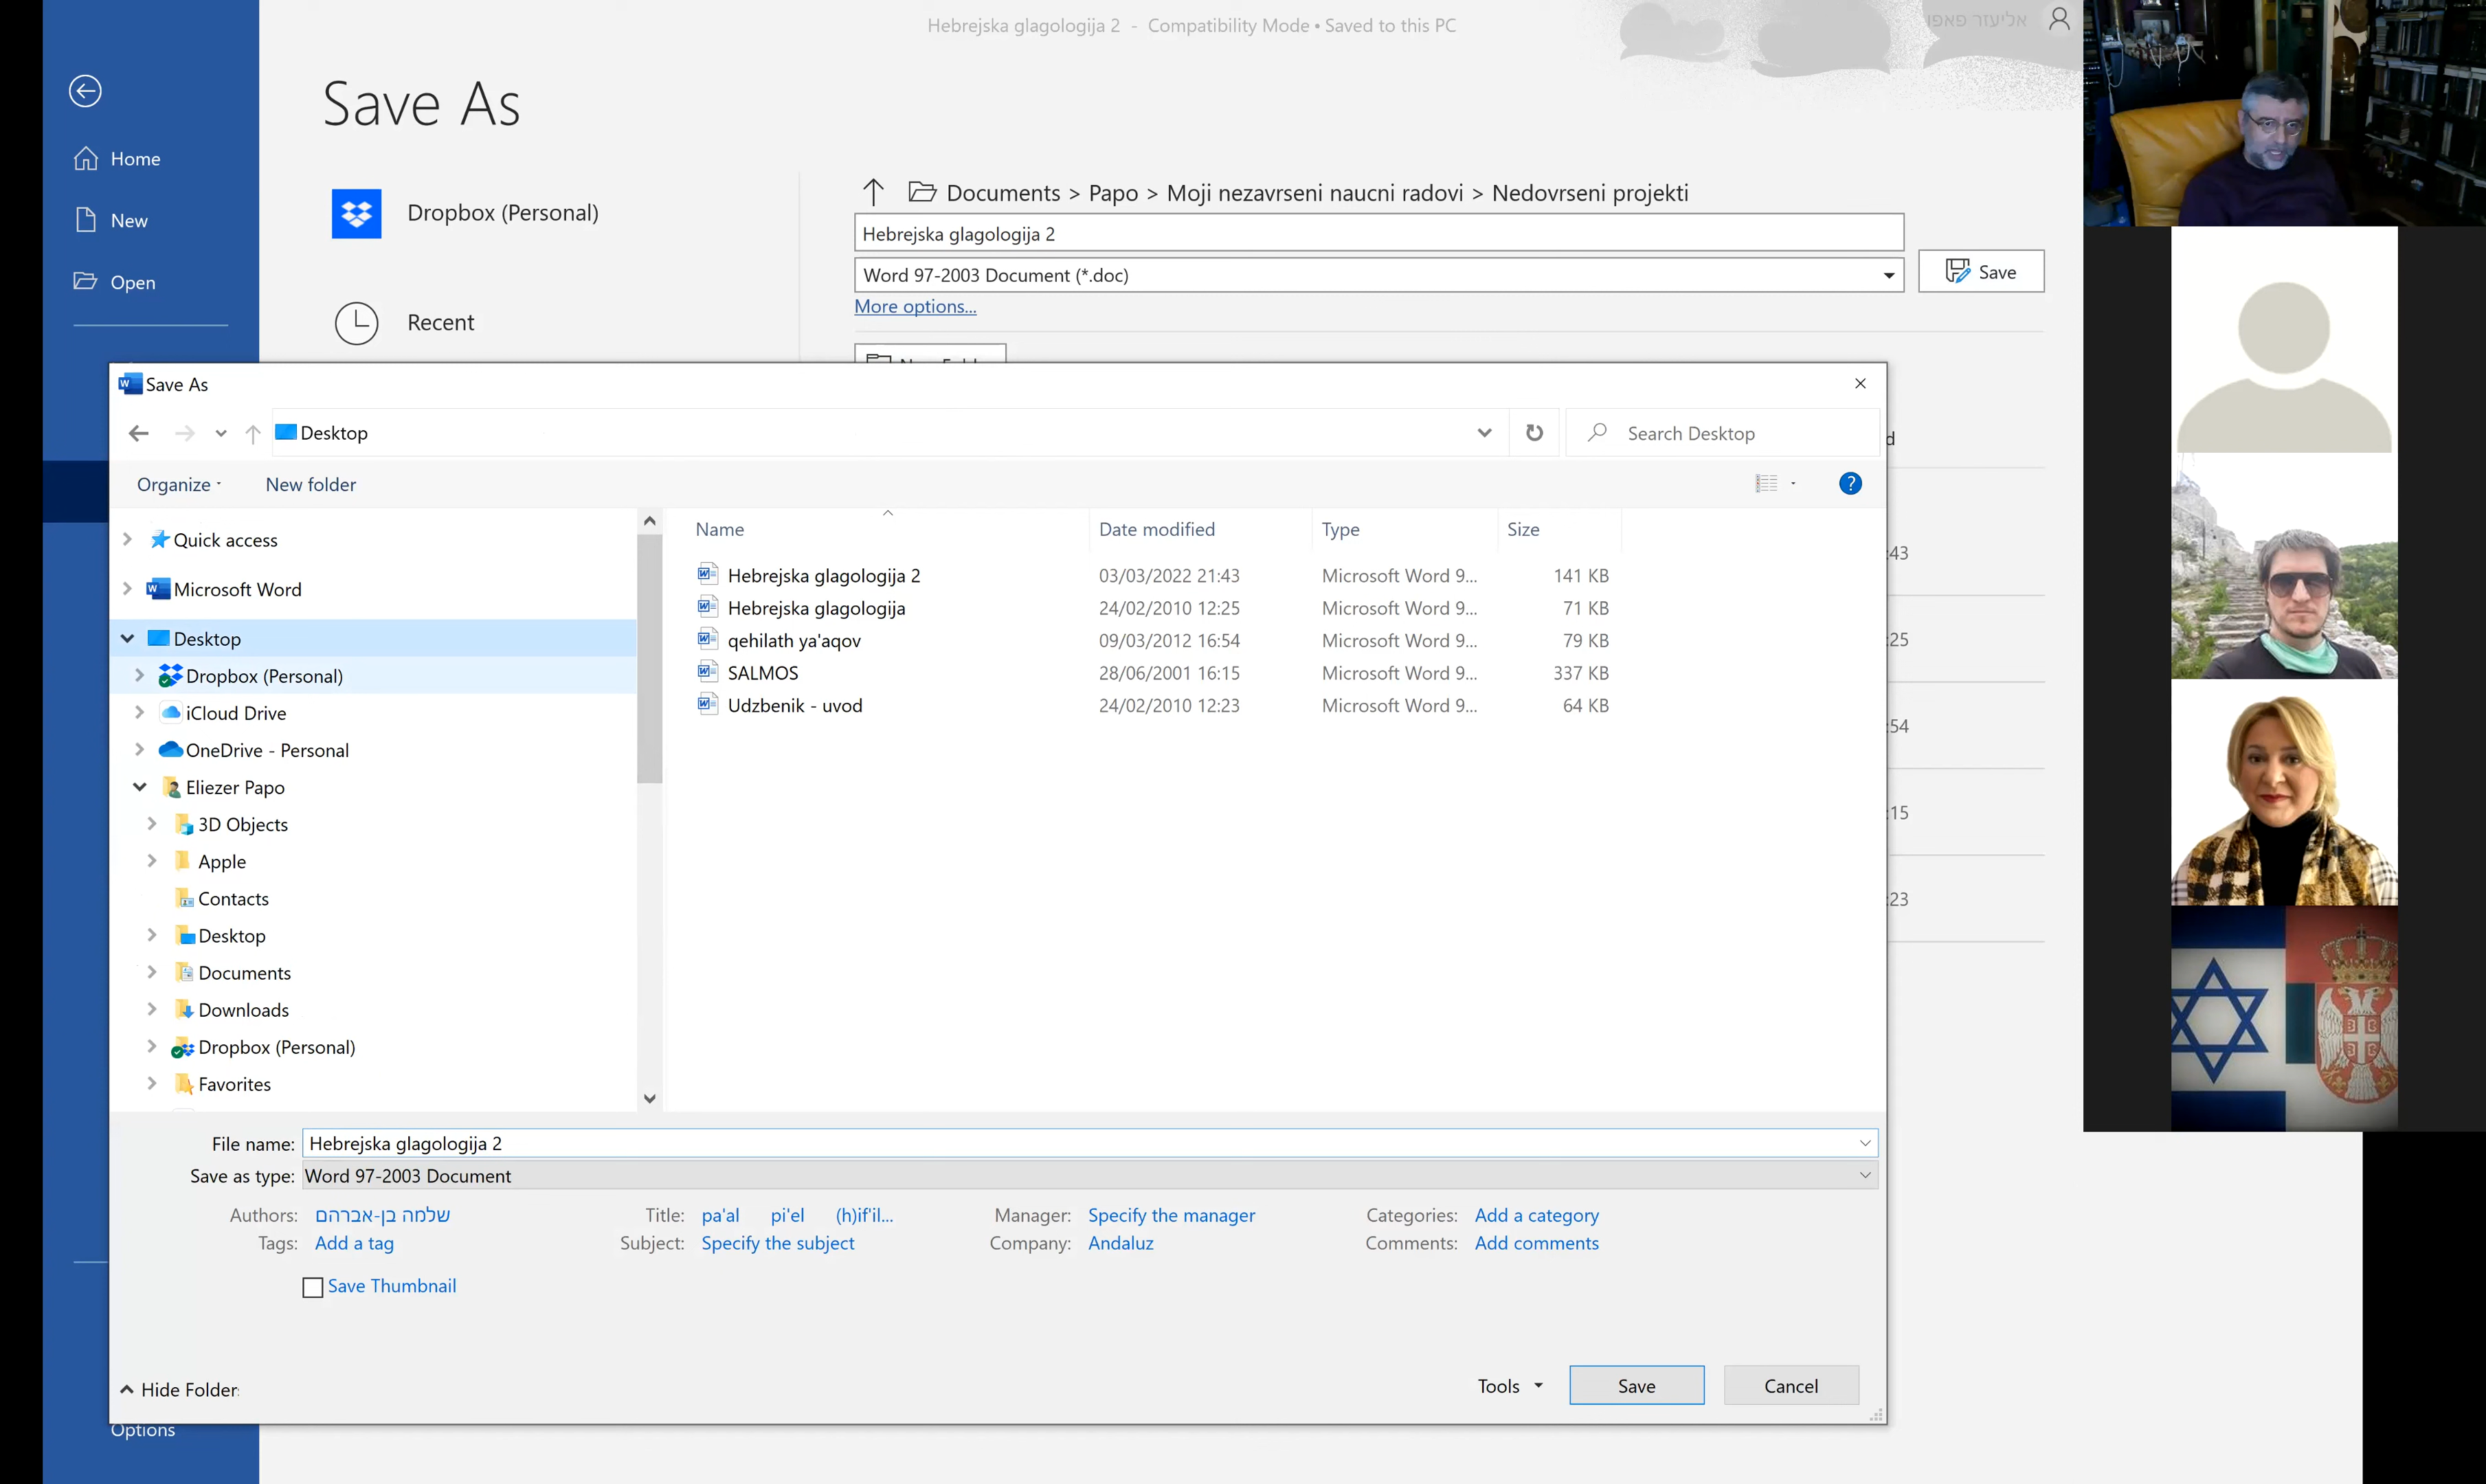 Hebrejska glagologija 2 - Compatibility Mode • Saved to this PC
אליעזר פאפו
Save As
Home
New
Open
Dropbox (Personal)
Recent
Documents > Papo > Moji nezavrseni naucni radovi > Nedovrseni projekti
Hebrejska glagologija 2
Word 97-2003 Document (*.doc)
Save
More options...
Save As
Desktop
Search Desktop
Organize
New folder
Quick access
Microsoft Word
Desktop
Dropbox (Personal)
iCloud Drive
OneDrive - Personal
Eliezer Papo
3D Objects
Apple
Contacts
Desktop
Documents
Downloads
Dropbox (Personal)
Favorites
Name Date modified Type Size
Hebrejska glagologija 2 03/03/2022 21:43 Microsoft Word 9... 141 KB
Hebrejska glagologija 24/02/2010 12:25 Microsoft Word 9... 71 KB
qehilath ya'aqov 09/03/2012 16:54 Microsoft Word 9... 79 KB
SALMOS 28/06/2001 16:15 Microsoft Word 9... 337 KB
Udzbenik - uvod 24/02/2010 12:23 Microsoft Word 9... 64 KB
d
:43
:25
:54
:15
:23
File name: Hebrejska glagologija 2
Save as type: Word 97-2003 Document
Authors: שלמה בן-אברהם Title: pa'al pi'el (h)if'il... Manager: Specify the manager Categories: Add a category
Tags: Add a tag Subject: Specify the subject Company: Andaluz Comments: Add comments
Save Thumbnail
Hide Folder
Tools Save Cancel
Options